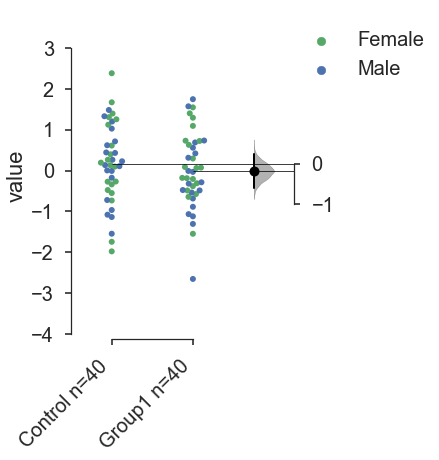 Female
Male
3
2
1
0
−1
−2
−3
−4
value
0
−1
Control n=40
Group1 n=40